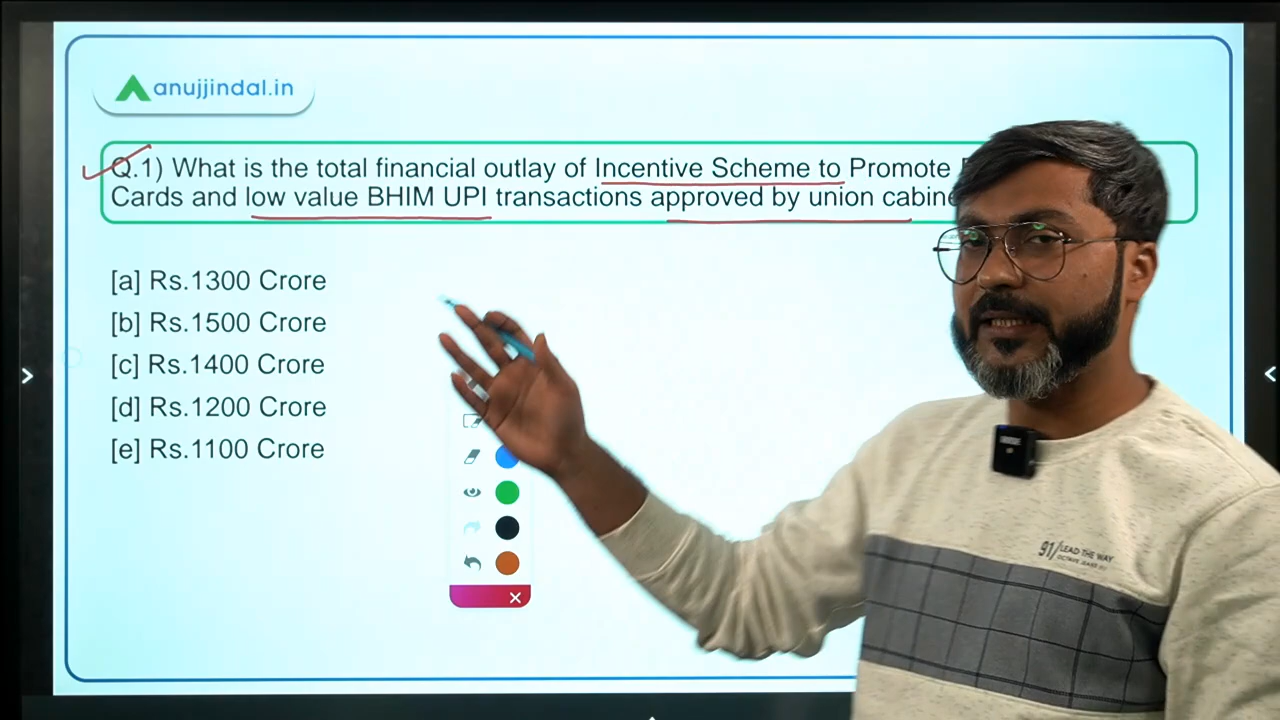 anujjindal.in
Q.1) What is the total financial outlay of Incentive Scheme to Promote
Cards and low value BHIM UPI transactions approved by union
[a] Rs.1300 Crore
[b] Rs.1500 Crore
[c] Rs.1400 Crore
[d] Rs.1200 Crore
[e] Rs.1100 Crore
91/ LEAD THE WAY